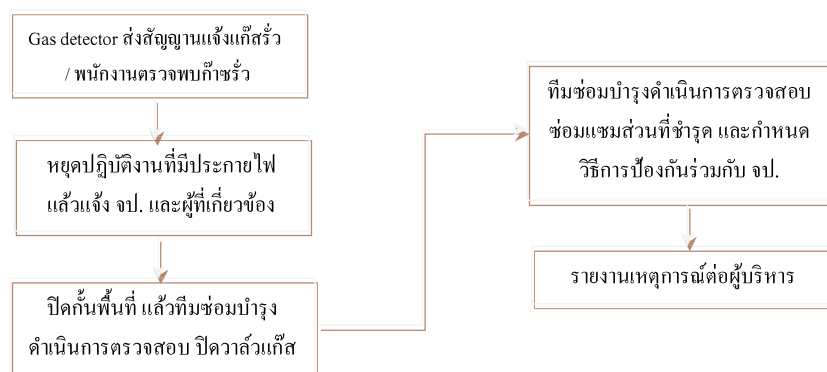 Gas detector ส่งสัญญานแจ้งแก๊สรั่ว
/ พนักงานตรวจพบก๊าซรั่ว
หยุดปฏิบัติงานที่มีประกายไฟ
แล้วแจ้ง จป. และผู้ที่เกี่ยวข้อง
ปิดกั้นพื้นที่ แล้วทีมซ่อมบำรุง
ดำเนินการตรวจสอบ ปิดวาล์วแก๊ส
ทีมซ่อมบำรุงดำเนินการตรวจสอบ
ซ่อมแซมส่วนที่ชำรุด และกำหนด
วิธีการป้องกันร่วมกับ จป.
รายงานเหตุการณ์ต่อผู้บริหาร